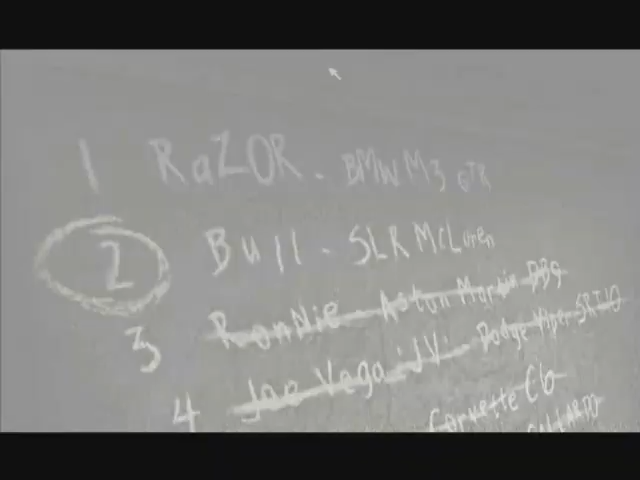 1 RaZOR - BMW M3 GTR
2 Bull - SLR McLaren
3 RonNie - Aston Martin DB9
4 Joe Vega "JV" - Dodge Viper SRT10
Corvette C6
GALLARDO